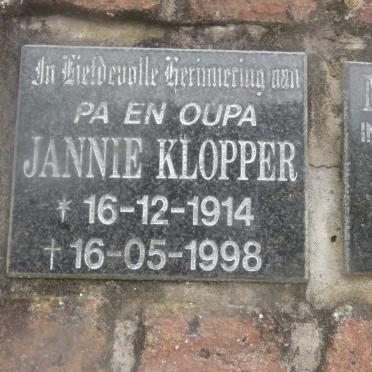 In Liefdevolle Herinnering aan
PA EN OUPA
JANNIE KLOPPER
* 16-12-1914
† 16-05-1998